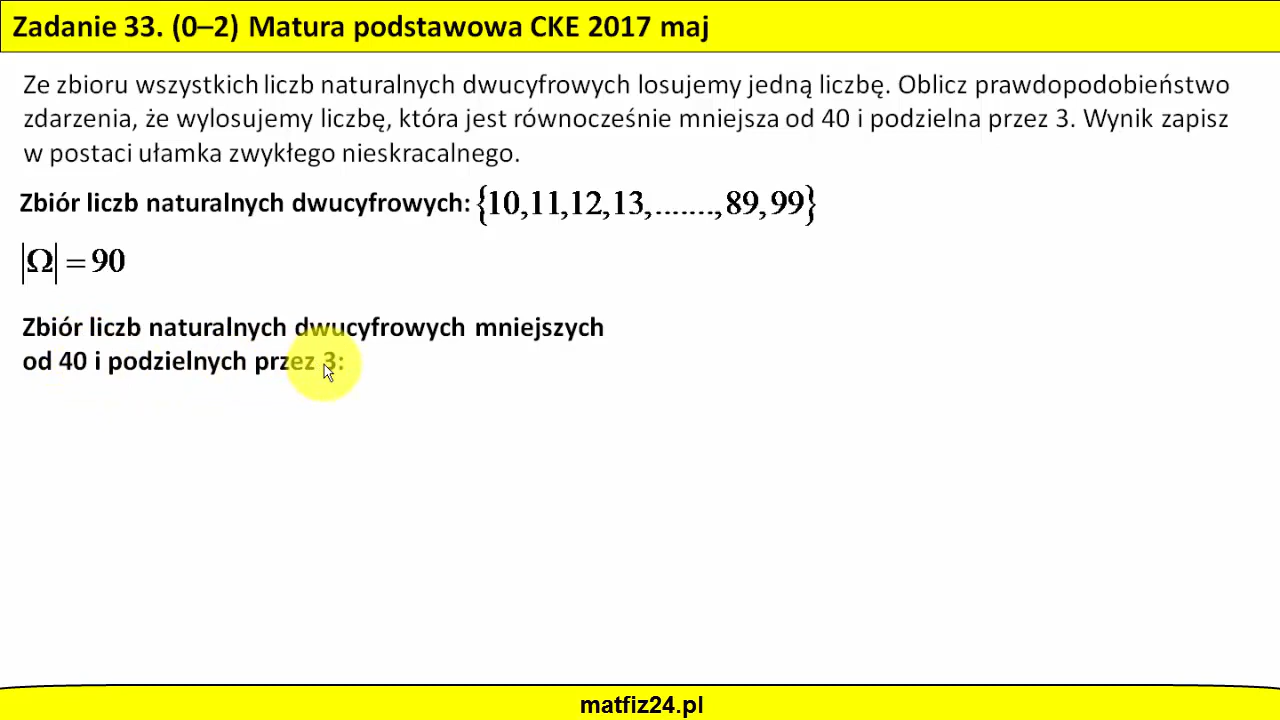 Zadanie 33. (0–2) Matura podstawowa CKE 2017 maj
Ze zbioru wszystkich liczb naturalnych dwucyfrowych losujemy jedną liczbę. Oblicz prawdopodobieństwo
zdarzenia, że wylosujemy liczbę, która jest równocześnie mniejsza od 40 i podzielna przez 3. Wynik zapisz
w postaci ułamka zwykłego nieskracalnego.
Zbiór liczb naturalnych dwucyfrowych: {10,11,12,13,.......,89,99}
|Ω| = 90
Zbiór liczb naturalnych dwucyfrowych mniejszych
od 40 i podzielnych przez 3:
matfiz24.pl